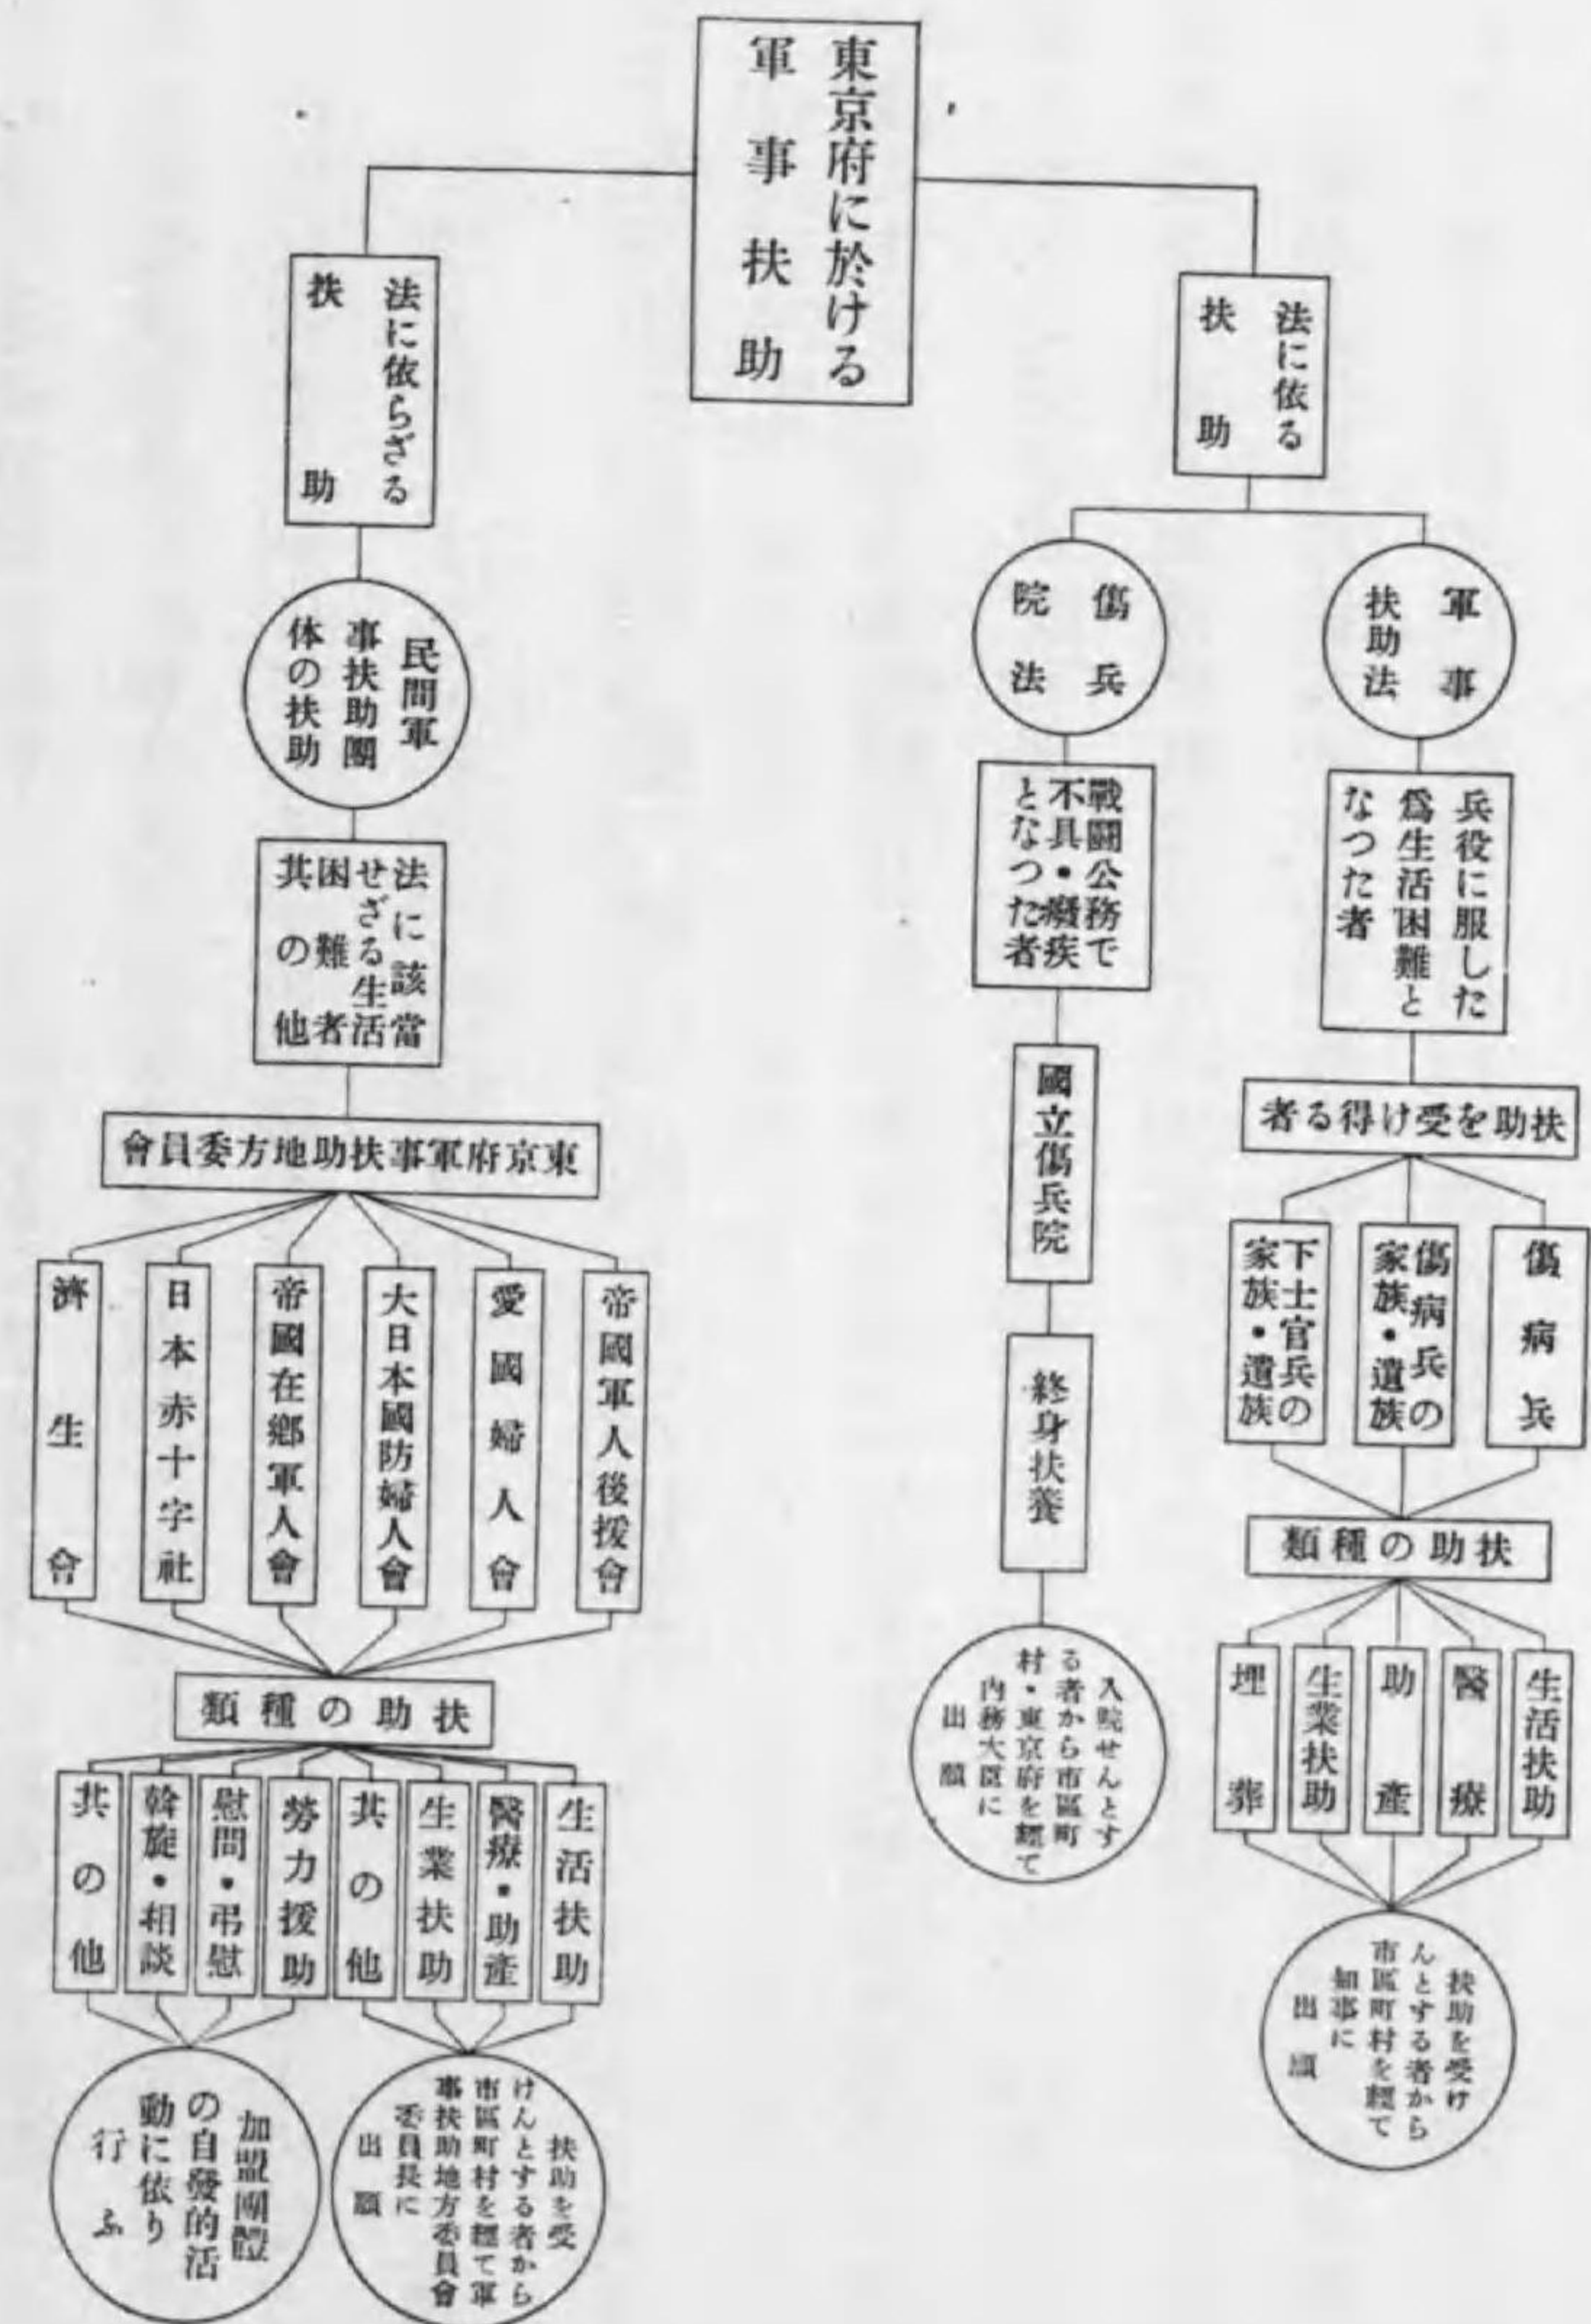 東京府に於ける
軍事扶助
法に依る
扶助
軍事
扶助法
兵役に服した
爲生活困難と
なつた者
者る得け受を助扶
傷病兵
傷病兵の
家族・遺族
下士官兵の
家族・遺族
類種の助扶
生活扶助
醫療
助產
生業扶助
埋葬
扶助を受け
んとする者から
市區町村を經て
知事に
出願
傷兵
院法
戰鬪公務で
不具・癈疾
となつた者
國立傷兵院
終身扶養
入院せんとす
る者から市區町
村・東京府を經て
內務大臣に
出願
法に依らざる
扶助
民間軍
事扶助團
体の扶助
法に該當
せざる生活
困難者
其の他
會員委方地助扶事軍府京東
帝國軍人後援會
愛國婦人會
大日本國防婦人會
帝國在鄕軍人會
日本赤十字社
濟生會
類種の助扶
生活扶助
醫療・助產
生業扶助
其の他
勞力援助
慰問・弔慰
斡旋・相談
其の他
扶助を受
けんとする者から
市區町村を經て軍
事扶助地方委員會
委員長に
出願
加盟團體
の自發的活
動に依り
行ふ